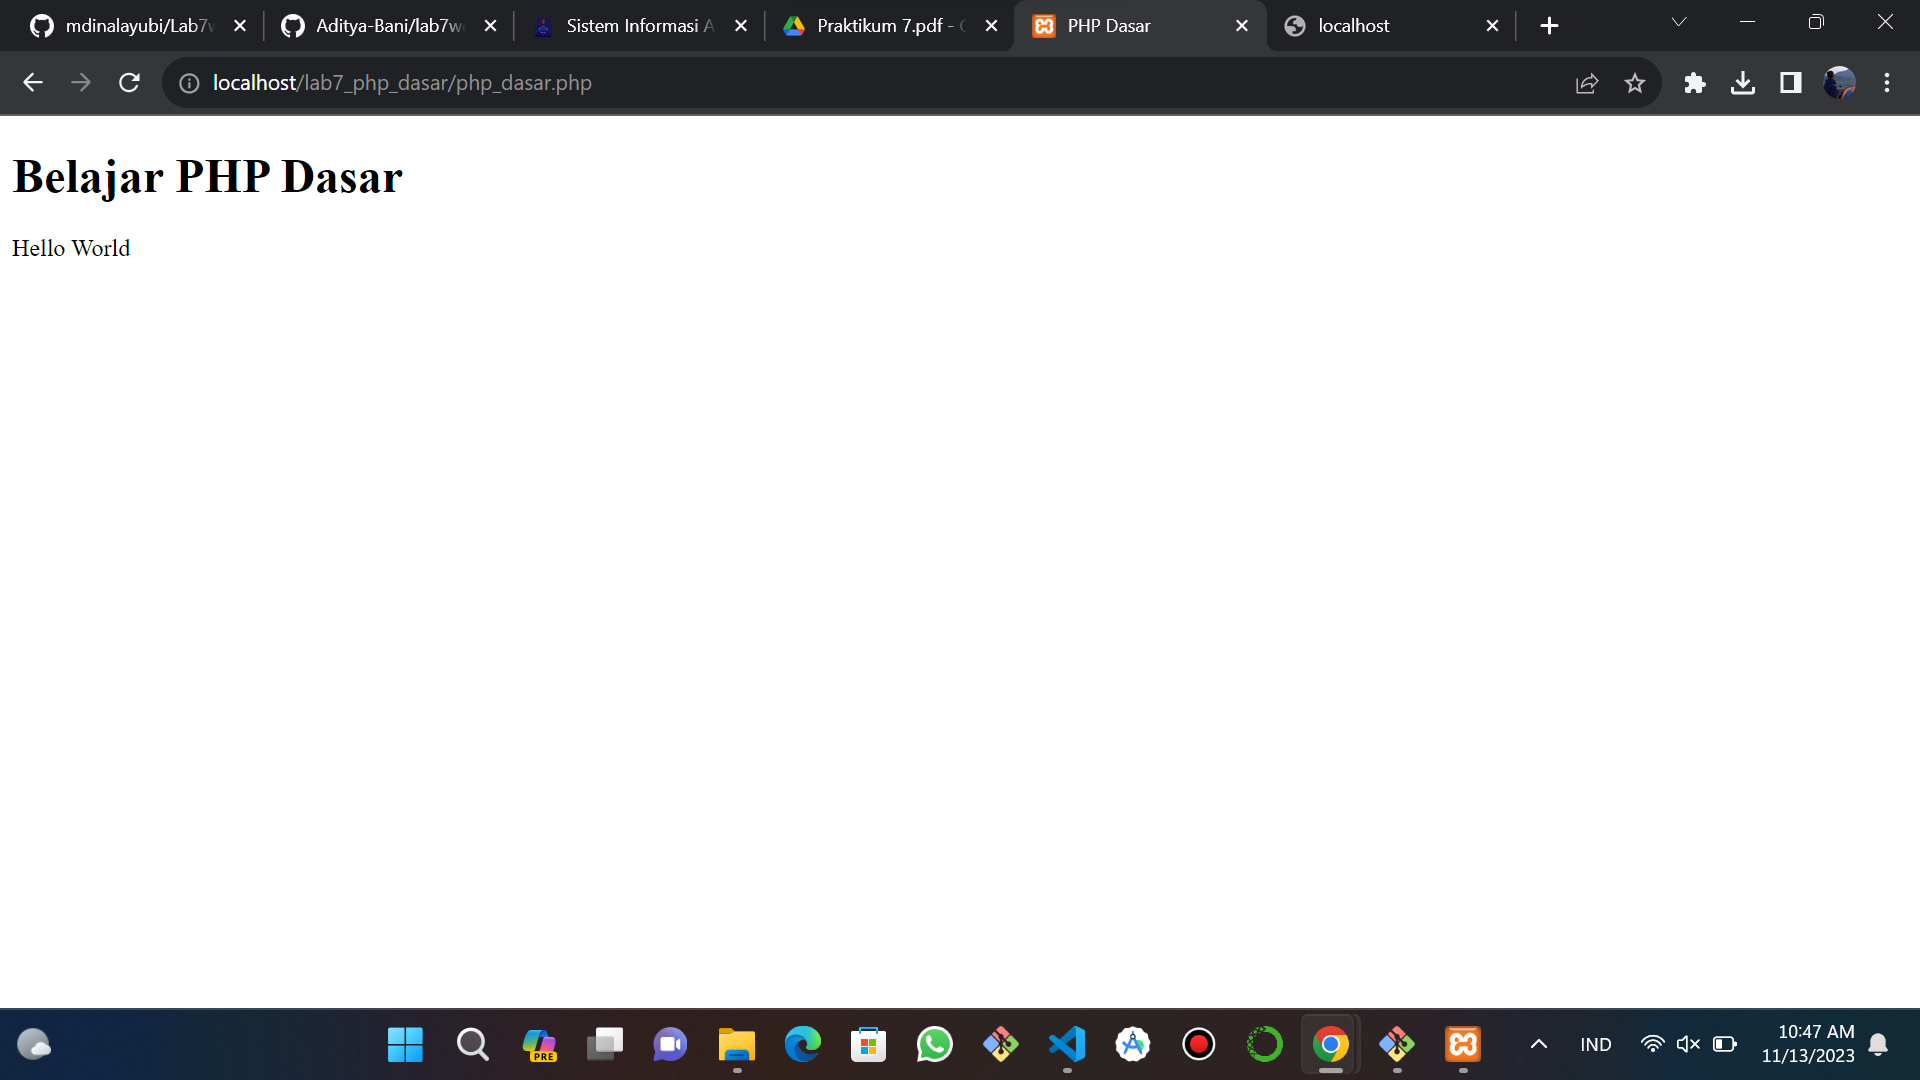 mdinalayubi/Lab7w
Aditya-Bani/lab7w
Sistem Informasi A
Praktikum 7.pdf -
PHP Dasar
localhost
localhost/lab7_php_dasar/php_dasar.php
Belajar PHP Dasar
Hello World
PRE
IND
10:47 AM
11/13/2023